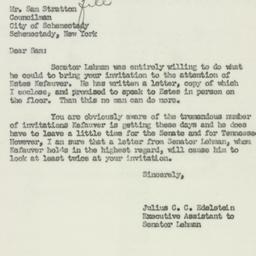 Mr. Sam Stratton
Councilman
City of Schenectady
Schenectady, New York
Dear Sam:
Senator Lehman was entirely willing to do what
he could to bring your invitation to the attention of
Estes Kefauver. He has written a letter, copy of which
I enclose, and promised to speak to Estes in person on
the floor. Than this no man can do more.
You are obviously aware of the tremendous number
of invitations Kefauver is getting these days and he does
have to leave a little time for the Senate and for Tennessee
However, I am sure that a letter from Senator Lehman, whom
Kefauver holds in the highest regard, will cause him to
look at least twice at your invitation.
Sincerely,
Julius C. C. Edelstein
Executive Assistant to
Senator Lehman